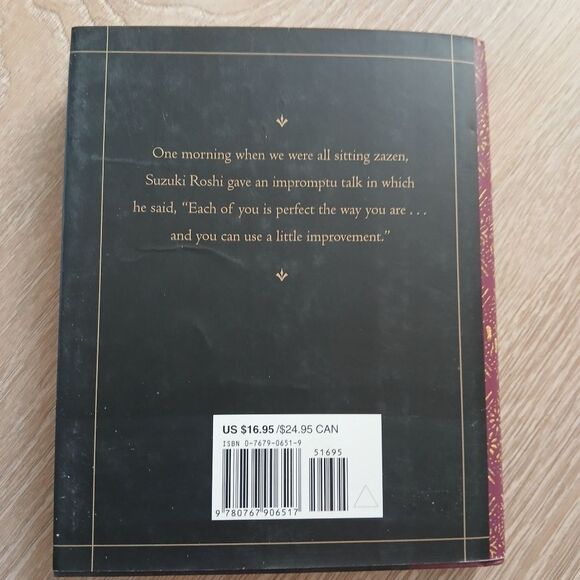 One morning when we were all sitting zazen,
Suzuki Roshi gave an impromptu talk in which
he said, “Each of you is perfect the way you are . . .
and you can use a little improvement.”
US $16.95/$24.95 CAN
ISBN 0-7679-0651-9
51695
9 780767 906517